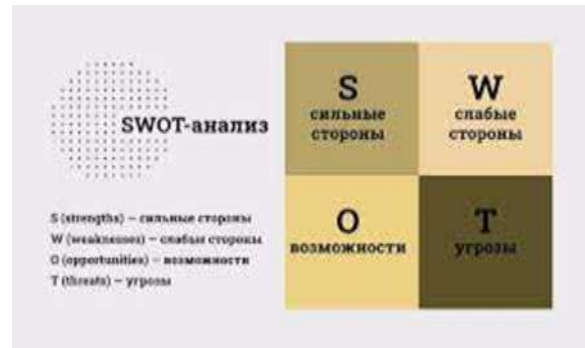 SWOT-анализ
S (strengths) – сильные стороны
W (weaknesses) – слабые стороны
O (opportunities) – возможности
T (threats) – угрозы
S
сильные
стороны
W
слабые
стороны
O
возможности
T
угрозы